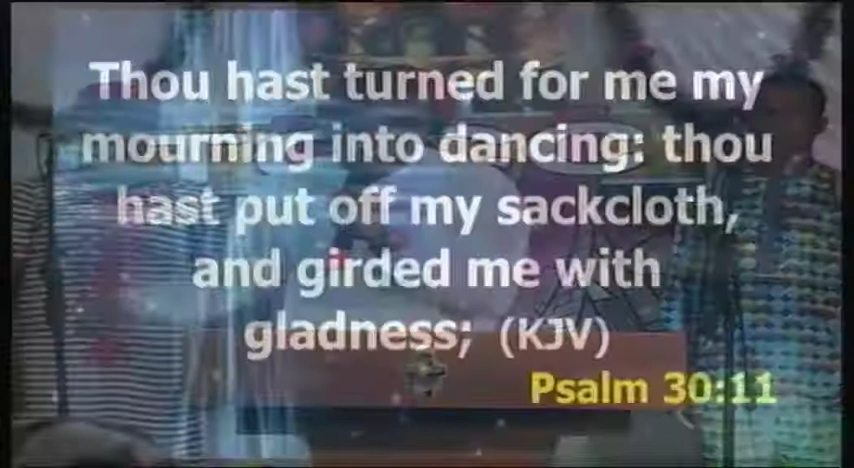 Thou hast turned for me my
mourning into dancing: thou
hast put off my sackcloth,
and girded me with
gladness; (KJV)
Psalm 30:11